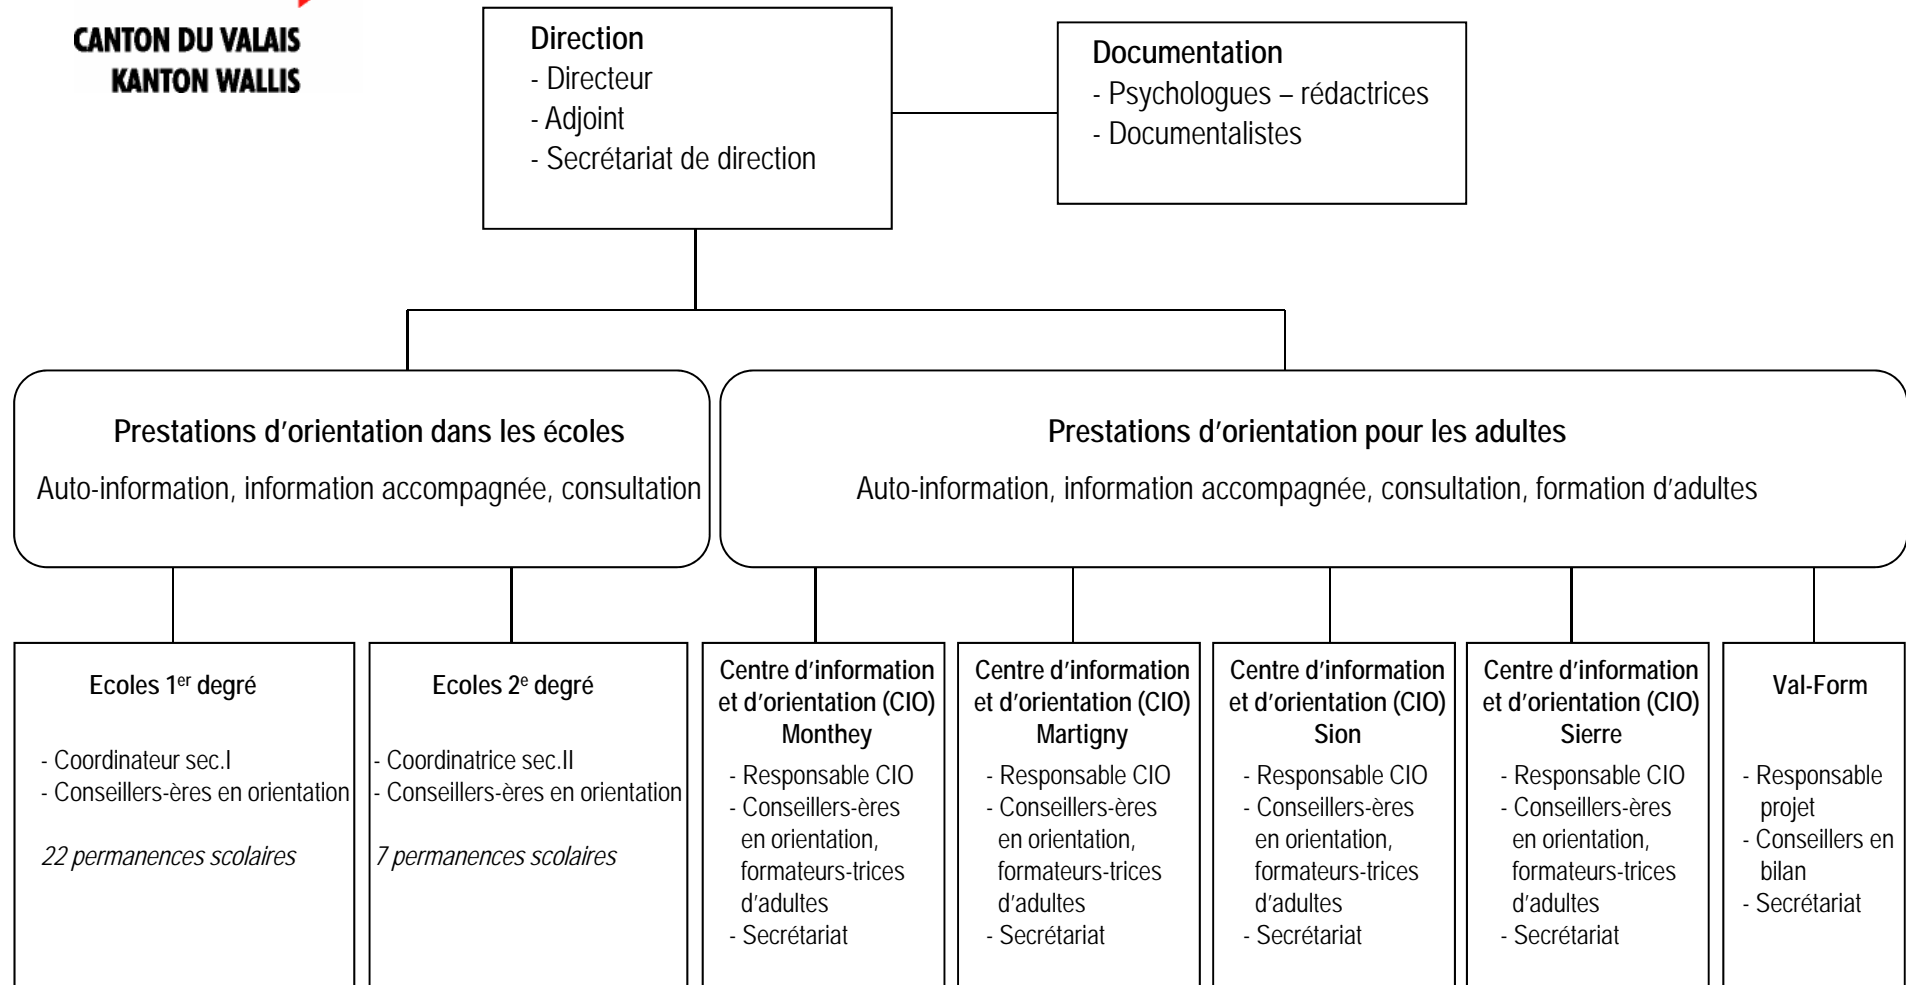 CANTON DU VALAIS
KANTON WALLIS
Direction
- Directeur
- Adjoint
- Secrétariat de direction
Documentation
- Psychologues – rédactrices
- Documentalistes
Prestations d'orientation dans les écoles
Auto-information, information accompagnée, consultation
Prestations d'orientation pour les adultes
Auto-information, information accompagnée, consultation, formation d'adultes
Ecoles 1er degré
- Coordinateur sec.I
- Conseillers-ères en orientation
22 permanences scolaires
Ecoles 2e degré
- Coordinatrice sec.II
- Conseillers-ères en orientation
7 permanences scolaires
Centre d'information
et d'orientation (CIO)
Monthey
- Responsable CIO
- Conseillers-ères
en orientation,
formateurs-trices
d'adultes
- Secrétariat
Centre d'information
et d'orientation (CIO)
Martigny
- Responsable CIO
- Conseillers-ères
en orientation,
formateurs-trices
d'adultes
- Secrétariat
Centre d'information
et d'orientation (CIO)
Sion
- Responsable CIO
- Conseillers-ères
en orientation,
formateurs-trices
d'adultes
- Secrétariat
Centre d'information
et d'orientation (CIO)
Sierre
- Responsable CIO
- Conseillers-ères
en orientation,
formateurs-trices
d'adultes
- Secrétariat
Val-Form
- Responsable
projet
- Conseillers en
bilan
- Secrétariat